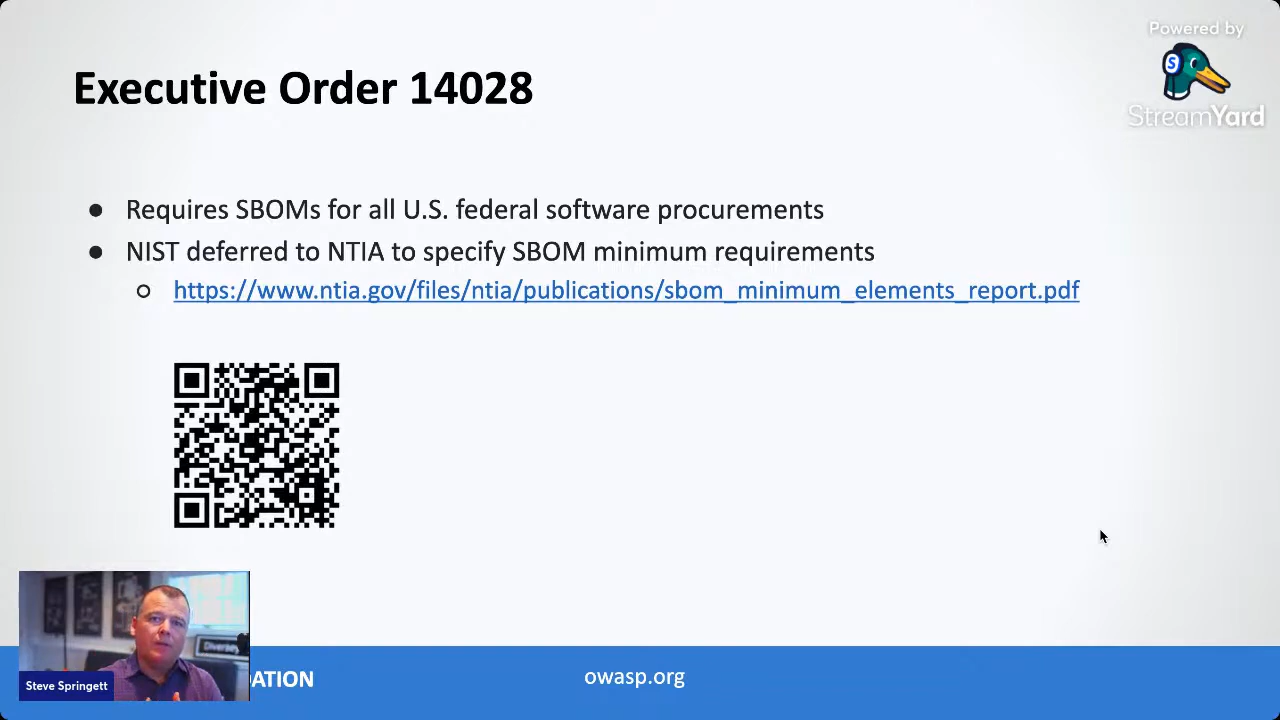 Powered by
StreamYard
Executive Order 14028
● Requires SBOMs for all U.S. federal software procurements
● NIST deferred to NTIA to specify SBOM minimum requirements
○ https://www.ntia.gov/files/ntia/publications/sbom_minimum_elements_report.pdf
Steve Springett
DATION
owasp.org